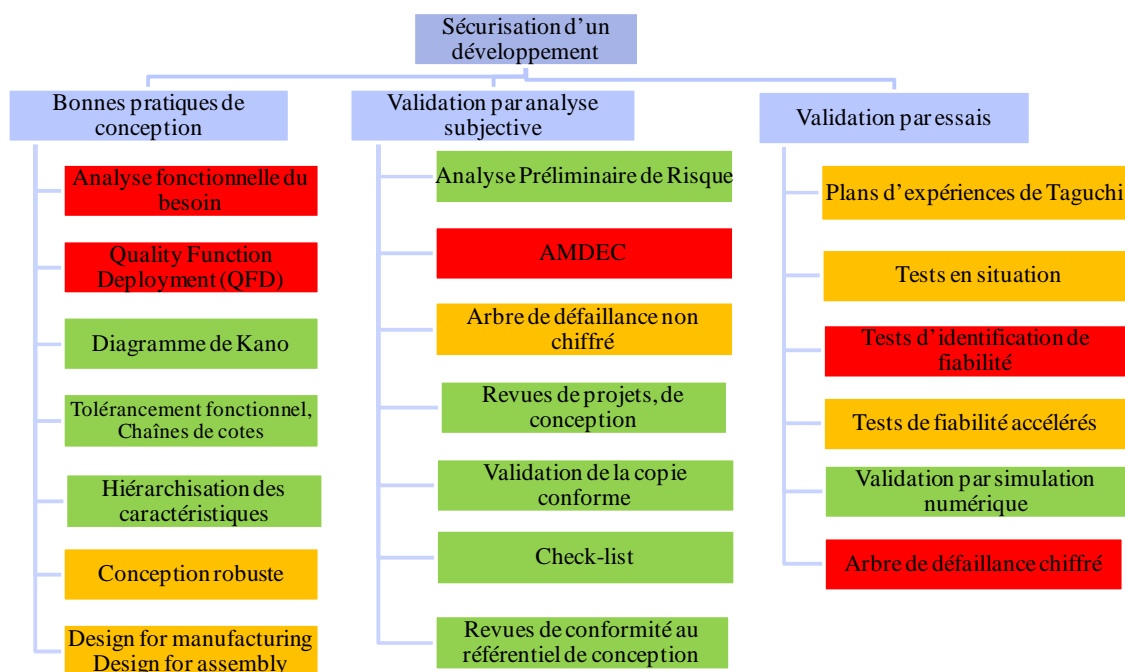 Sécurisation d'un
développement
Bonnes pratiques de
conception
Analyse fonctionnelle du
besoin
Quality Function
Deployment (QFD)
Diagramme de Kano
Tolérancement fonctionnel,
Chaînes de cotes
Hiérarchisation des
caractéristiques
Conception robuste
Design for manufacturing
Design for assembly
Validation par analyse
subjective
Analyse Préliminaire de Risque
AMDEC
Arbre de défaillance non
chiffré
Revues de projets, de
conception
Validation de la copie
conforme
Check-list
Revues de conformité au
référentiel de conception
Validation par essais
Plans d'expériences de Taguchi
Tests en situation
Tests d'identification de
fiabilité
Tests de fiabilité accélérés
Validation par simulation
numérique
Arbre de défaillance chiffré